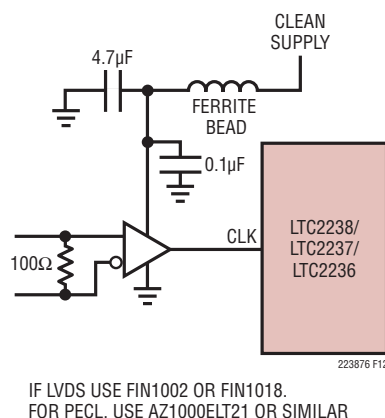 CLEAN
SUPPLY
4.7µF
FERRITE
BEAD
0.1µF
CLK
LTC2238/
LTC2237/
LTC2236
100Ω
223876 F12
IF LVDS USE FIN1002 OR FIN1018.
FOR PECL, USE AZ1000ELT21 OR SIMILAR